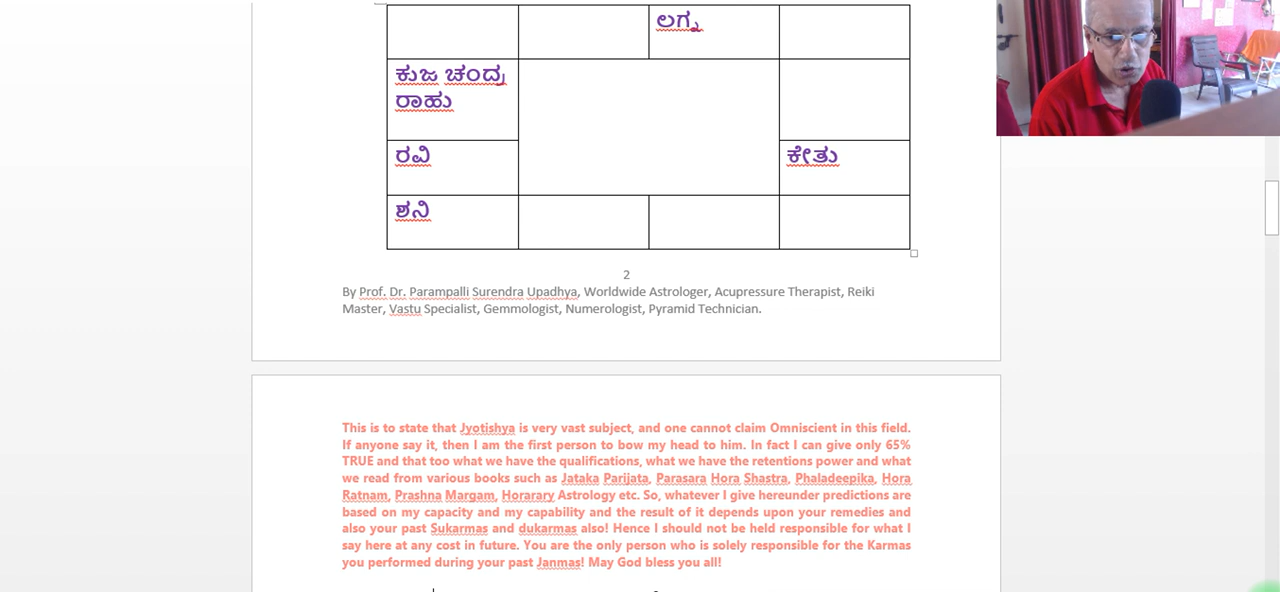 ಲಗ್ನ
ಕುಜ ಚಂದ್ರ
ರಾಹು
ರವಿ
ಕೇತು
ಶನಿ
2
By Prof. Dr. Parampalli Surendra Upadhya, Worldwide Astrologer, Acupressure Therapist, Reiki
Master, Vastu Specialist, Gemmologist, Numerologist, Pyramid Technician.
This is to state that Jyotishya is very vast subject, and one cannot claim Omniscient in this field.
If anyone say it, then I am the first person to bow my head to him. In fact I can give only 65%
TRUE and that too what we have the qualifications, what we have the retentions power and what
we read from various books such as Jataka Parijata, Parasara Hora Shastra, Phaladeepika, Hora
Ratnam, Prashna Margam, Horarary Astrology etc. So, whatever I give hereunder predictions are
based on my capacity and my capability and the result of it depends upon your remedies and
also your past Sukarmas and dukarmas also! Hence I should not be held responsible for what I
say here at any cost in future. You are the only person who is solely responsible for the Karmas
you performed during your past Janmas! May God bless you all!